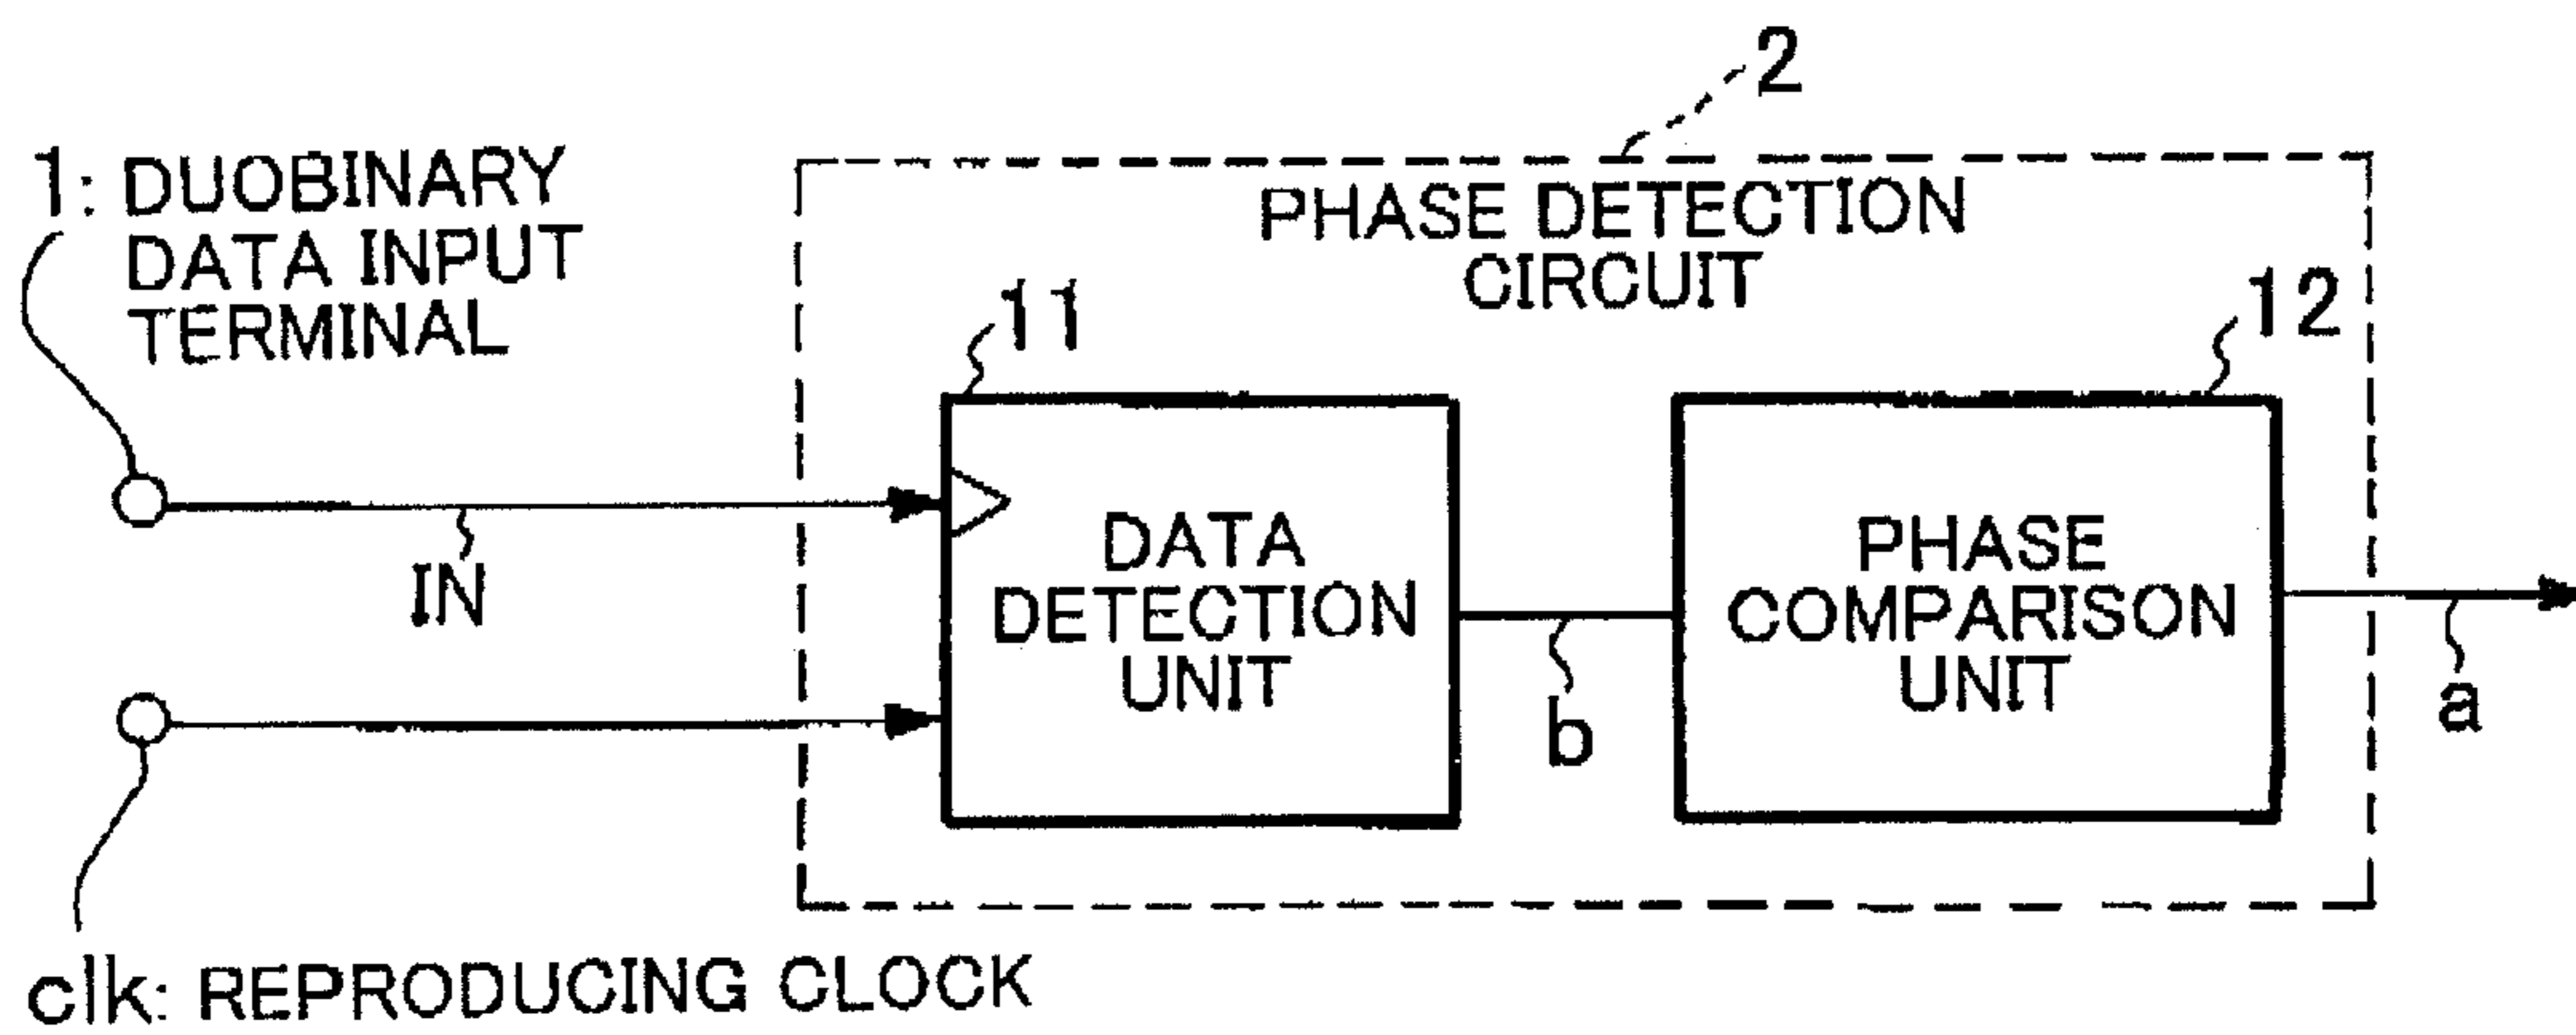 2
1: DUOBINARY
DATA INPUT
TERMINAL
PHASE DETECTION
CIRCUIT
11
12
IN
DATA
DETECTION
UNIT
b
PHASE
COMPARISON
UNIT
a
clk: REPRODUCING CLOCK